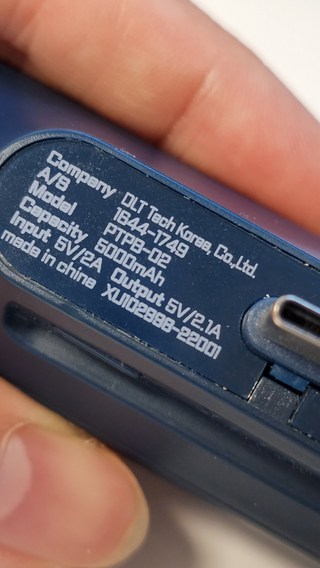 Company DLT Tech Korea, Co.,Ltd.
A/S 1644-1749
Model PTPB-02
Capacity 5000mAh
Input 5V/2A Output 5V/2.1A
made in china XU102898-22001